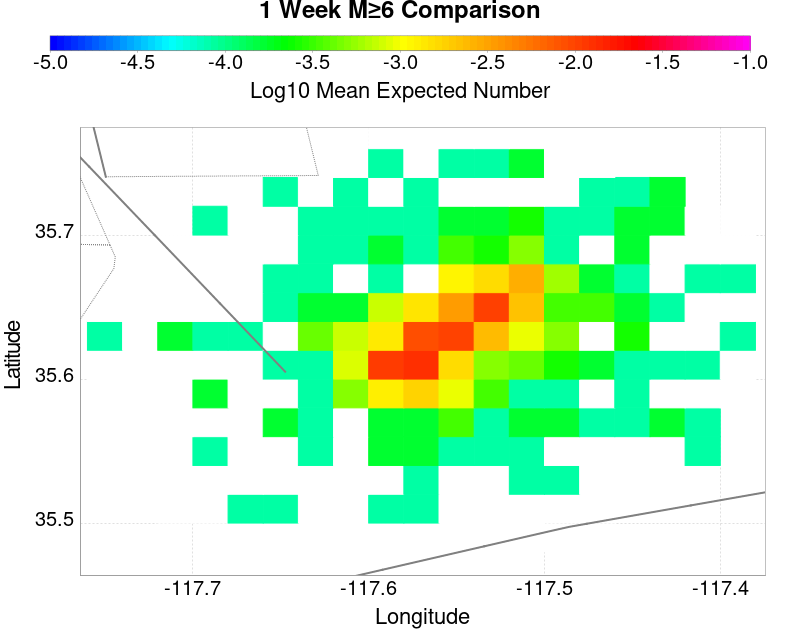 1 Week M≥6 Comparison
-5.0 -4.5 -4.0 -3.5 -3.0 -2.5 -2.0 -1.5 -1.0
Log10 Mean Expected Number
35.7
35.6
35.5
Latitude
-117.7 -117.6 -117.5 -117.4
Longitude